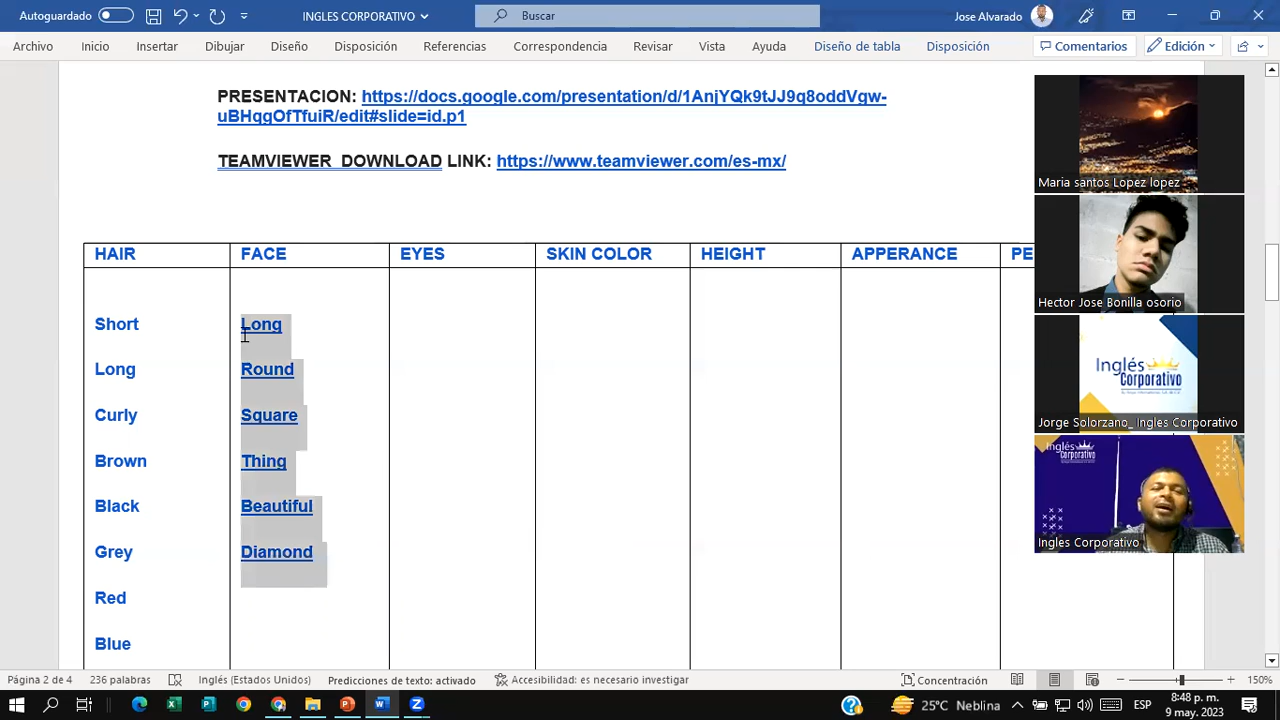 Autoguardado
INGLES CORPORATIVO
Buscar
Jose Alvarado
Archivo Inicio Insertar Dibujar Diseño Disposición Referencias Correspondencia Revisar Vista Ayuda Diseño de tabla Disposición Comentarios Edición
PRESENTACION: https://docs.google.com/presentation/d/1AnjYQk9tJJ9q8oddVgw-
uBHqgOfTfuiR/edit#slide=id.p1
TEAMVIEWER DOWNLOAD LINK: https://www.teamviewer.com/es-mx/
HAIR FACE EYES SKIN COLOR HEIGHT APPERANCE PE
Short Long
Long Round
Curly Square
Brown Thing
Black Beautiful
Grey Diamond
Red
Blue
Maria santos Lopez lopez
Hector Jose Bonilla osorio
Inglés
Corporativo
Jorge Solorzano_ Ingles Corporativo
Inglés
Corporativo
Ingles Corporativo
Página 2 de 4 236 palabras Inglés (Estados Unidos) Predicciones de texto: activado Accesibilidad: es necesario investigar Concentración 150%
25°C Neblina ESP 8:48 p. m.
9 may. 2023